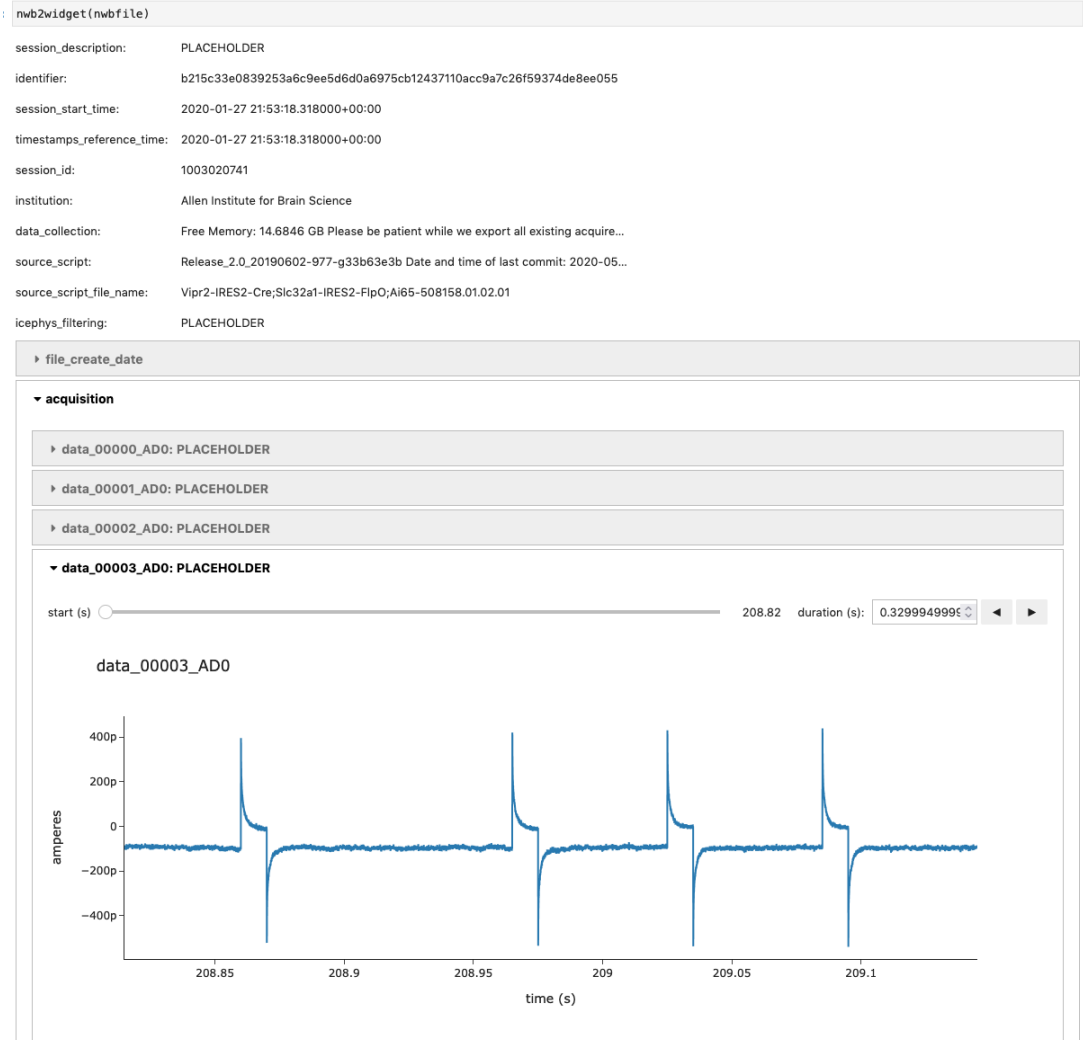 nwb2widget(nwbfile)
session_description: PLACEHOLDER
identifier: b215c33e0839253a6c9ee5d6d0a6975cb12437110acc9a7c26f59374de8ee055
session_start_time: 2020-01-27 21:53:18.318000+00:00
timestamps_reference_time: 2020-01-27 21:53:18.318000+00:00
session_id: 1003020741
institution: Allen Institute for Brain Science
data_collection: Free Memory: 14.6846 GB Please be patient while we export all existing acquire...
source_script: Release_2.0_20190602-977-g33b63e3b Date and time of last commit: 2020-05...
source_script_file_name: Vipr2-IRES2-Cre;Slc32a1-IRES2-FlpO;Ai65-508158.01.02.01
icephys_filtering: PLACEHOLDER
file_create_date
acquisition
data_00000_AD0: PLACEHOLDER
data_00001_AD0: PLACEHOLDER
data_00002_AD0: PLACEHOLDER
data_00003_AD0: PLACEHOLDER
start (s) 208.82 duration (s): 0.3299949999
data_00003_AD0
400p
200p
0
−200p
−400p
amperes
208.85 208.9 208.95 209 209.05 209.1
time (s)